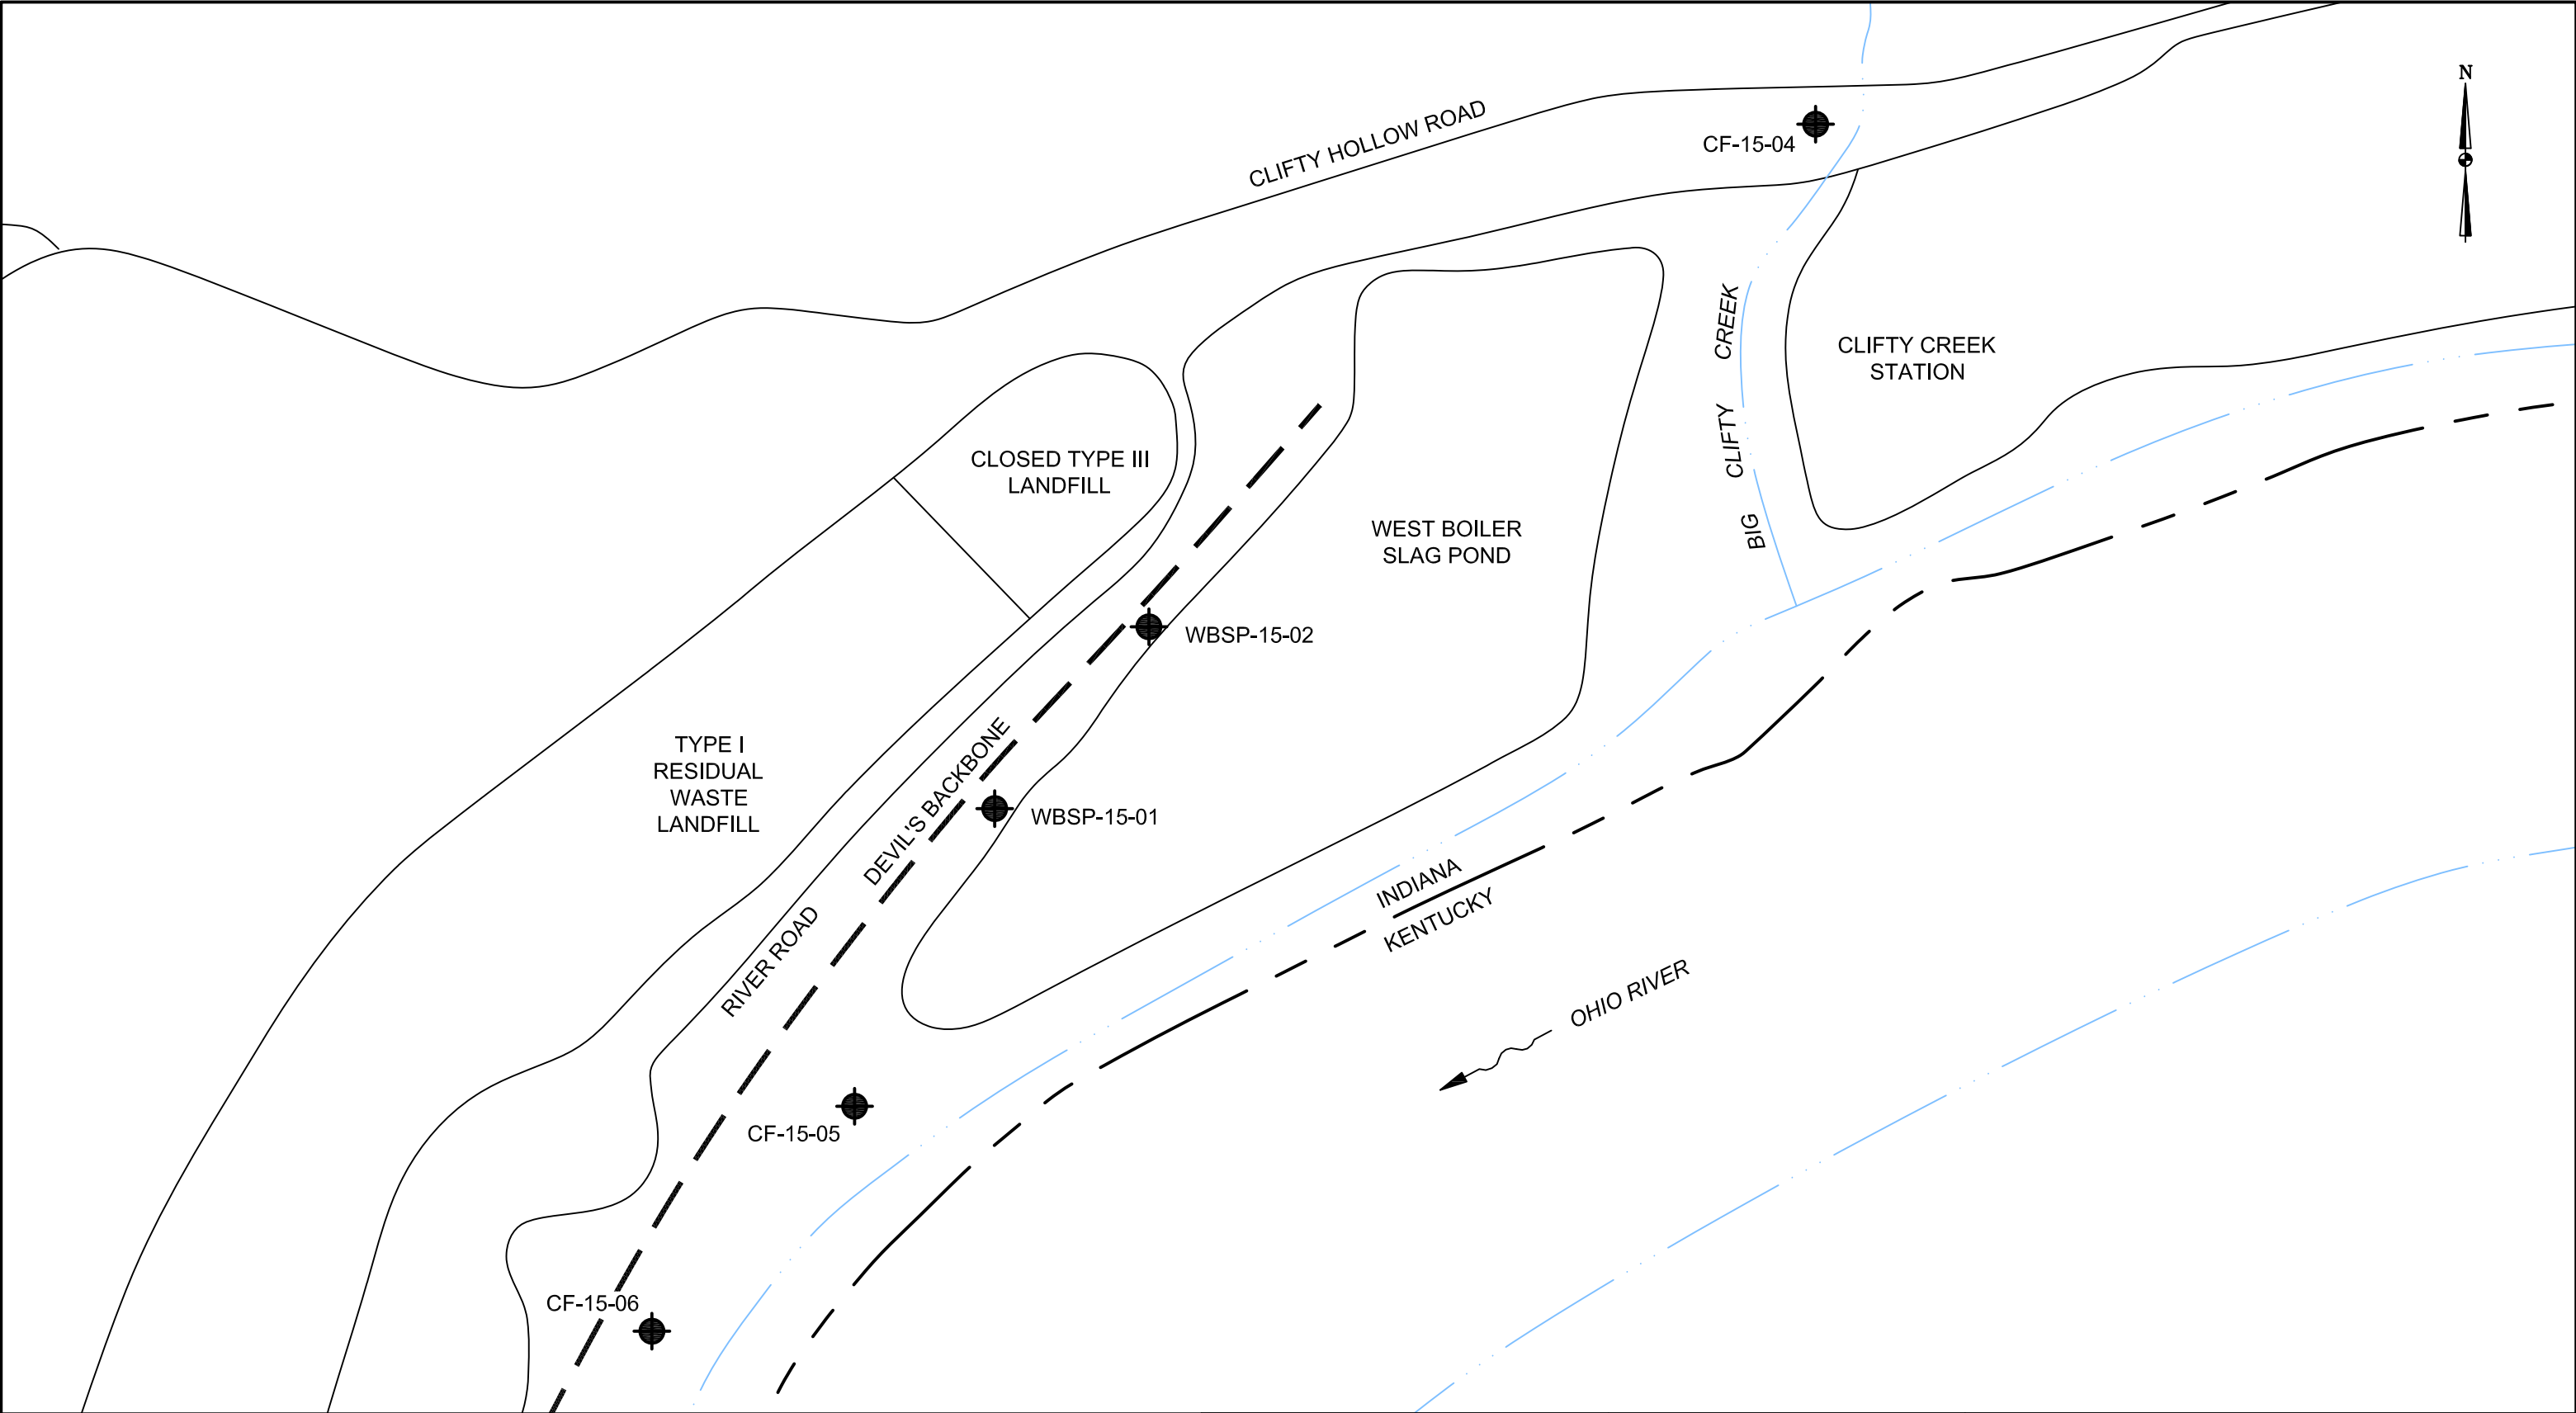 N
CLIFTY HOLLOW ROAD
CF-15-04
BIG CLIFTY CREEK
CLIFTY CREEK
STATION
CLOSED TYPE III
LANDFILL
WEST BOILER
SLAG POND
WBSP-15-02
TYPE I
RESIDUAL
WASTE
LANDFILL
DEVIL'S BACKBONE
WBSP-15-01
RIVER ROAD
INDIANA
KENTUCKY
OHIO RIVER
CF-15-05
CF-15-06